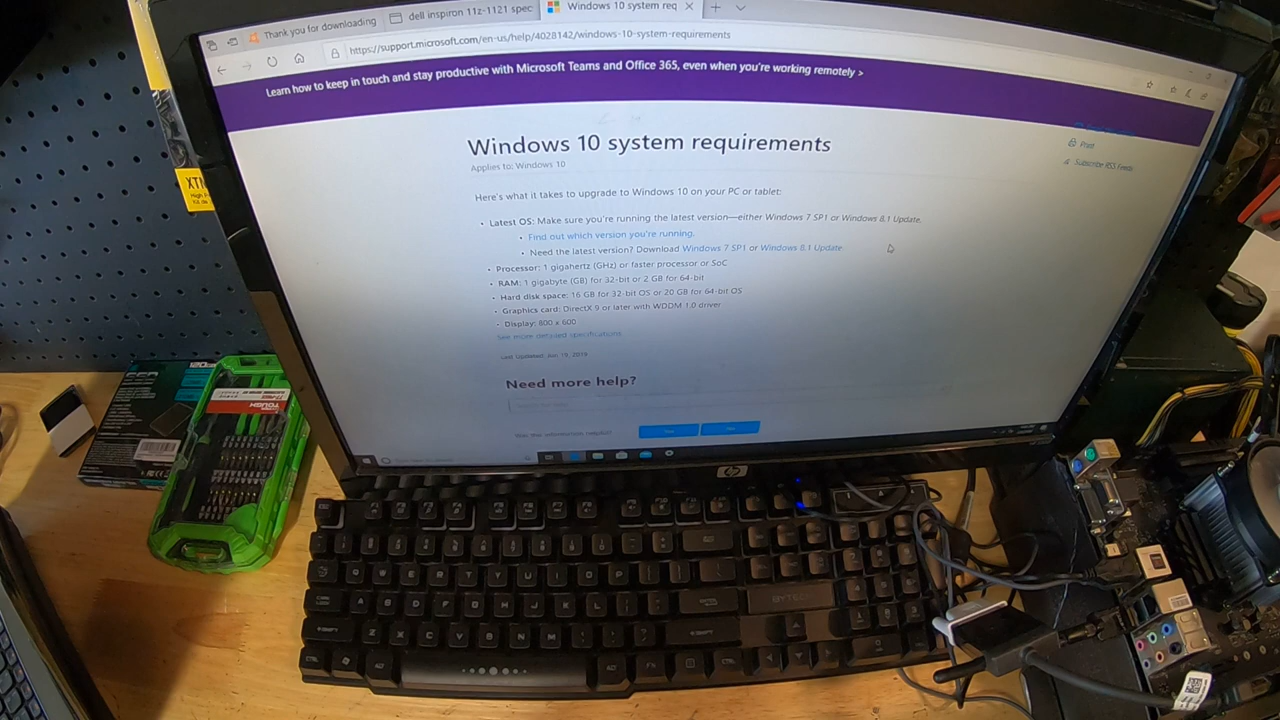 Thank you for downloading
dell inspiron 11z-1121 spec
Windows 10 system req
https://support.microsoft.com/en-us/help/4028142/windows-10-system-requirements
Learn how to keep in touch and stay productive with Microsoft Teams and Office 365, even when you're working remotely >
Windows 10 system requirements
Applies to: Windows 10
Print
Subscribe RSS Feeds
Here's what it takes to upgrade to Windows 10 on your PC or tablet:
• Latest OS: Make sure you're running the latest version—either Windows 7 SP1 or Windows 8.1 Update.
• Find out which version you're running.
• Need the latest version? Download Windows 7 SP1 or Windows 8.1 Update
• Processor: 1 gigahertz (GHz) or faster processor or SoC
• RAM: 1 gigabyte (GB) for 32-bit or 2 GB for 64-bit
• Hard disk space: 16 GB for 32-bit OS or 20 GB for 64-bit OS
• Graphics card: DirectX 9 or later with WDDM 1.0 driver
• Display: 800 x 600
See more detailed specifications
Need more help?
hp
120GB
SSD
TOUGH